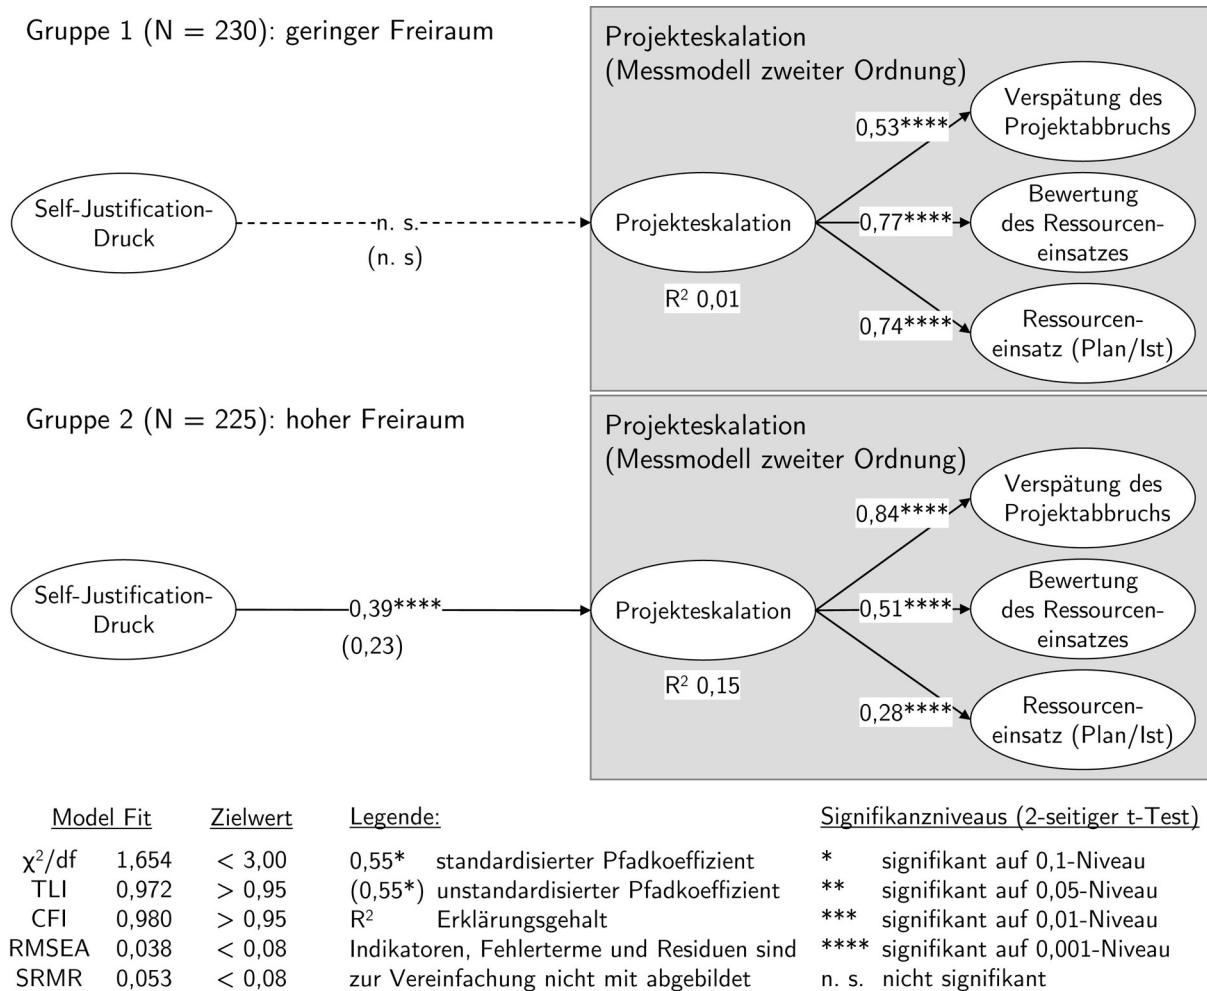 Gruppe 1 (N = 230): geringer Freiraum
Projekteskalation
(Messmodell zweiter Ordnung)
Verspätung des
Projektabbruchs
0,53****
Self-Justification-
Druck
n. s.
(n. s)
Projekteskalation
R² 0,01
0,77****
Bewertung
des Ressourcen-
einsatzes
0,74****
Ressourcen-
einsatz (Plan/Ist)
Gruppe 2 (N = 225): hoher Freiraum
Projekteskalation
(Messmodell zweiter Ordnung)
Verspätung des
Projektabbruchs
0,84****
Self-Justification-
Druck
0,39****
(0,23)
Projekteskalation
R² 0,15
0,51****
Bewertung
des Ressourcen-
einsatzes
0,28****
Ressourcen-
einsatz (Plan/Ist)
Model Fit Zielwert Legende: Signifikanzniveaus (2-seitiger t-Test)
χ²/df 1,654 < 3,00 0,55* standardisierter Pfadkoeffizient * signifikant auf 0,1-Niveau
TLI 0,972 > 0,95 (0,55*) unstandardisierter Pfadkoeffizient ** signifikant auf 0,05-Niveau
CFI 0,980 > 0,95 R² Erklärungsgehalt *** signifikant auf 0,01-Niveau
RMSEA 0,038 < 0,08 Indikatoren, Fehlerterme und Residuen sind **** signifikant auf 0,001-Niveau
SRMR 0,053 < 0,08 zur Vereinfachung nicht mit abgebildet n. s. nicht signifikant